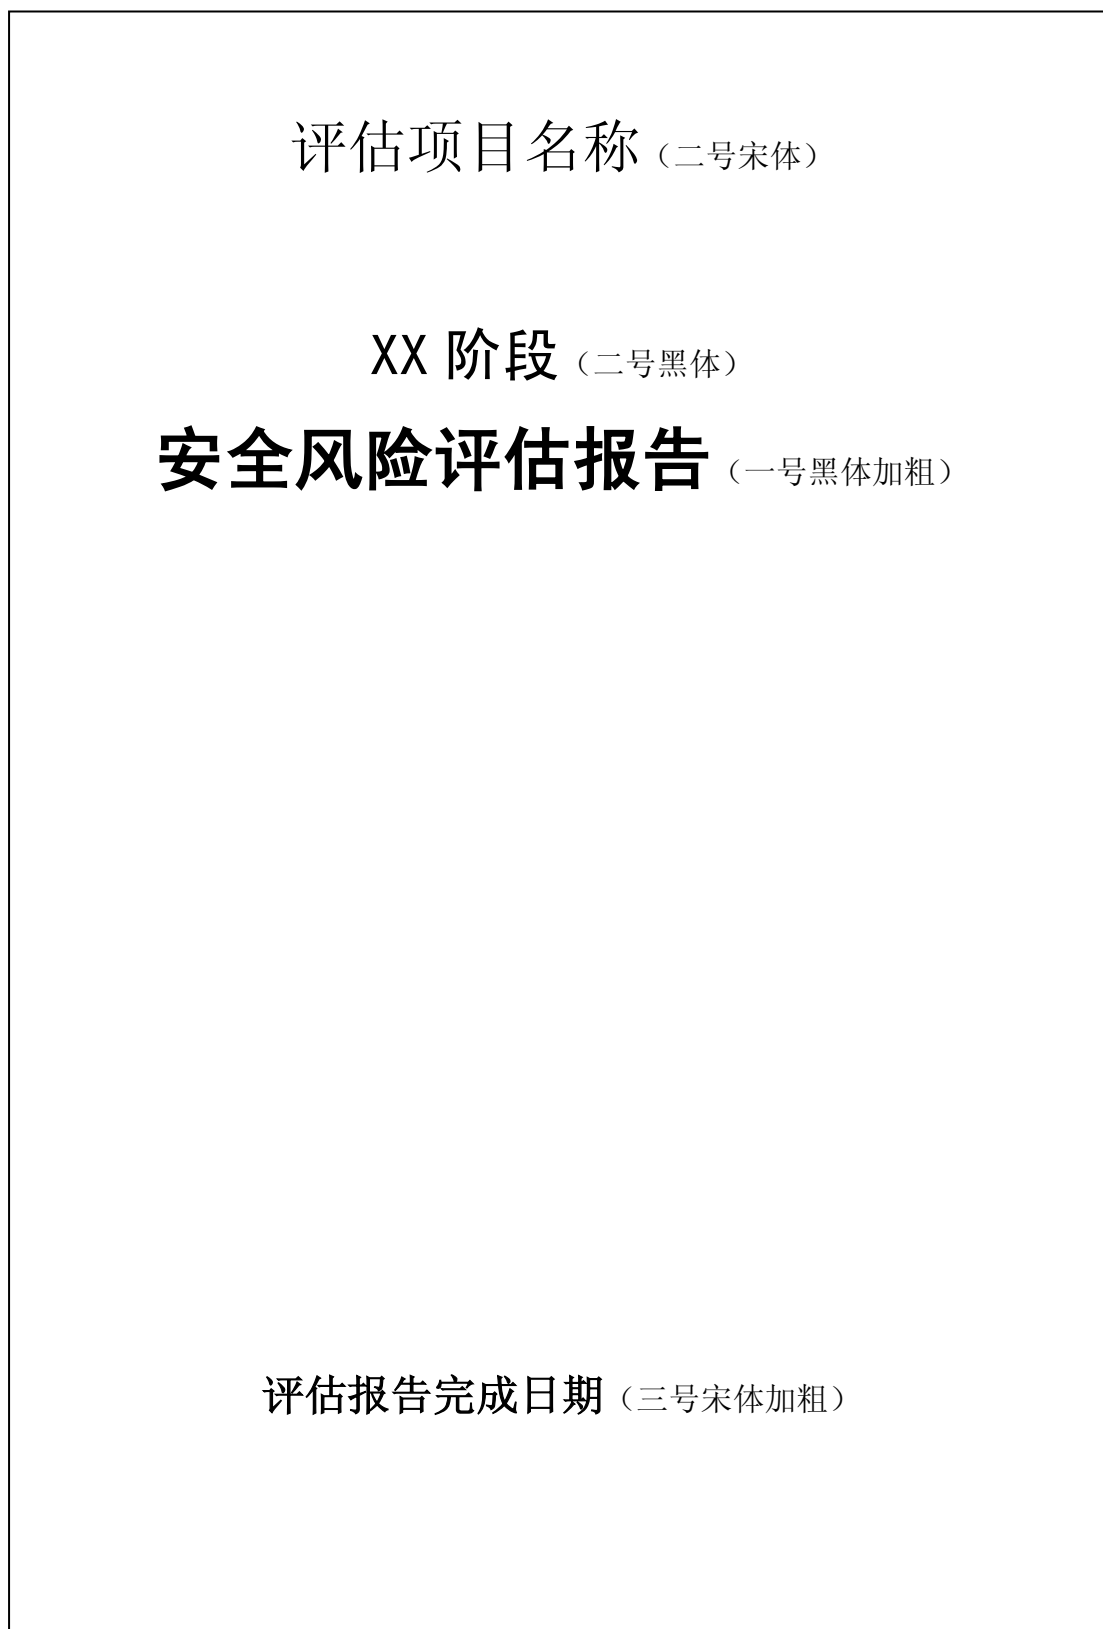 评估项目名称（二号宋体）
XX 阶段（二号黑体）
安全风险评估报告（一号黑体加粗）
评估报告完成日期（三号宋体加粗）